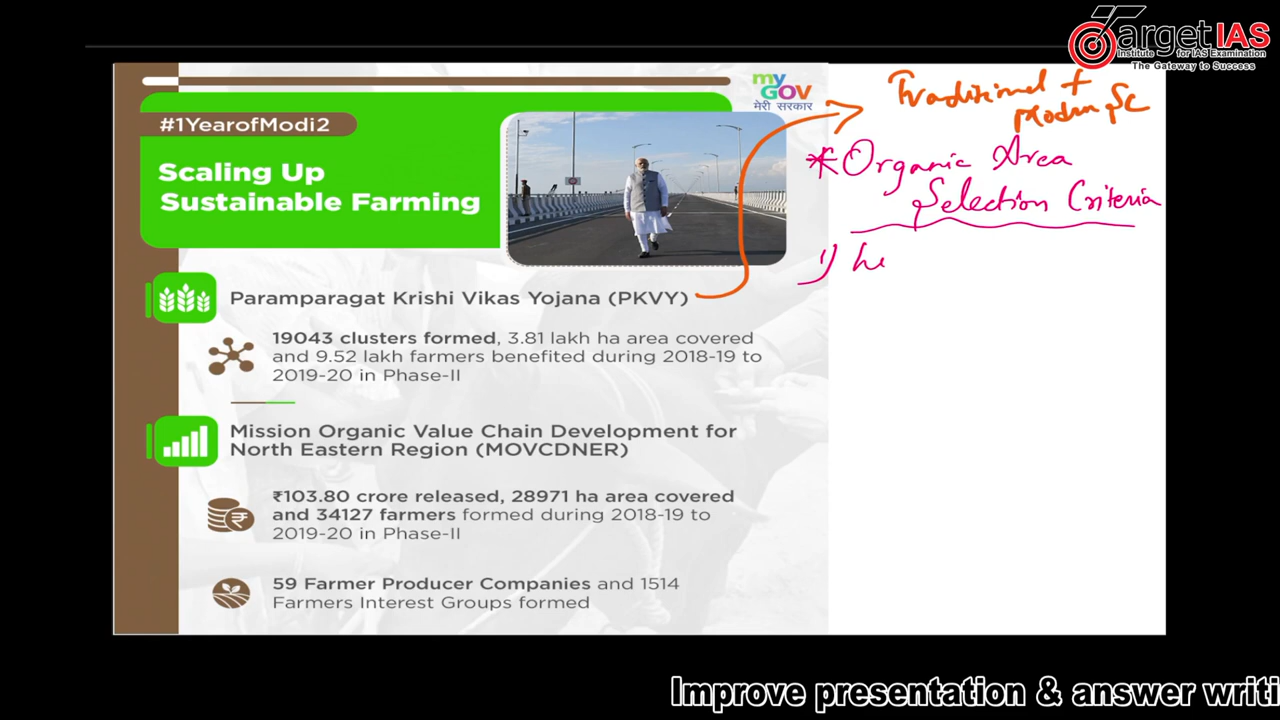 Target IAS
Institute for IAS Examination
The Gateway to Success
my
GOV
मेरी सरकार
#1YearofModi2
Scaling Up
Sustainable Farming
Traditional +
Modern Sc
* Organic Area
Selection Criteria
1) he
Paramparagat Krishi Vikas Yojana (PKVY)
19043 clusters formed, 3.81 lakh ha area covered
and 9.52 lakh farmers benefited during 2018-19 to
2019-20 in Phase-II
Mission Organic Value Chain Development for
North Eastern Region (MOVCDNER)
₹103.80 crore released, 28971 ha area covered
and 34127 farmers formed during 2018-19 to
2019-20 in Phase-II
59 Farmer Producer Companies and 1514
Farmers Interest Groups formed
Improve presentation & answer writi